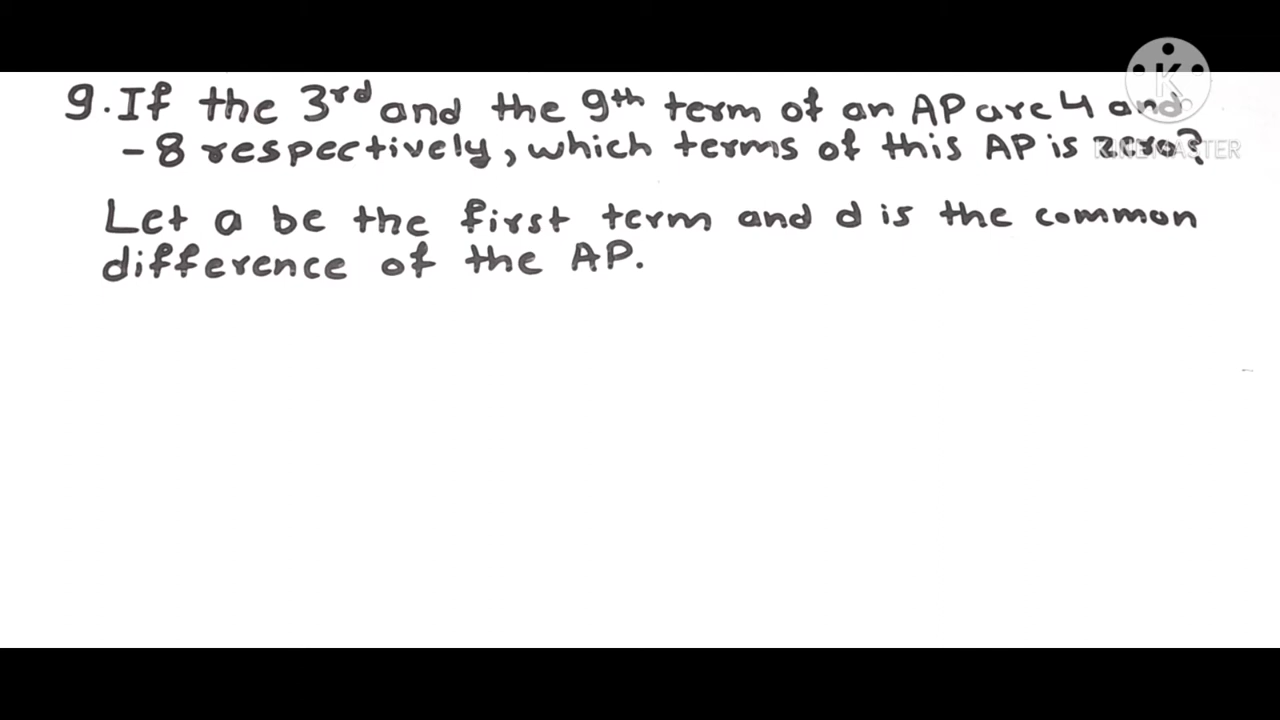 9. If the 3rd and the 9th term of an AP are 4 and
-8 respectively, which terms of this AP is zero?
Let a be the first term and d is the common
difference of the AP.
K
KINEMASTER